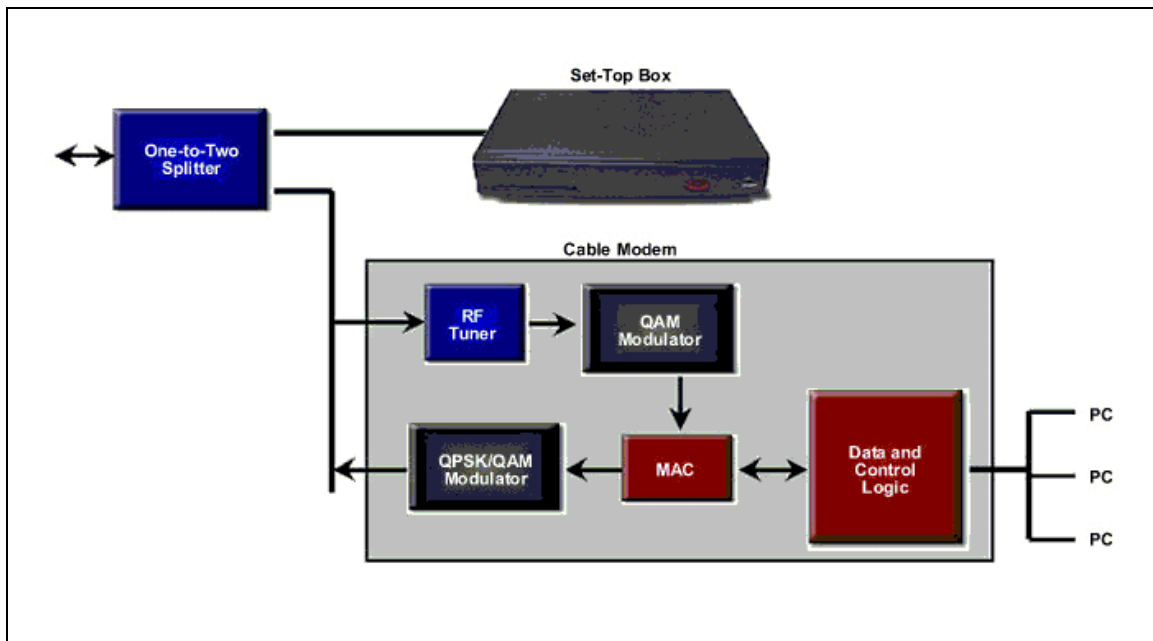 Set-Top Box
One-to-Two
Splitter
Cable Modem
RF
Tuner
QAM
Modulator
QPSK/QAM
Modulator
MAC
Data and
Control
Logic
PC
PC
PC